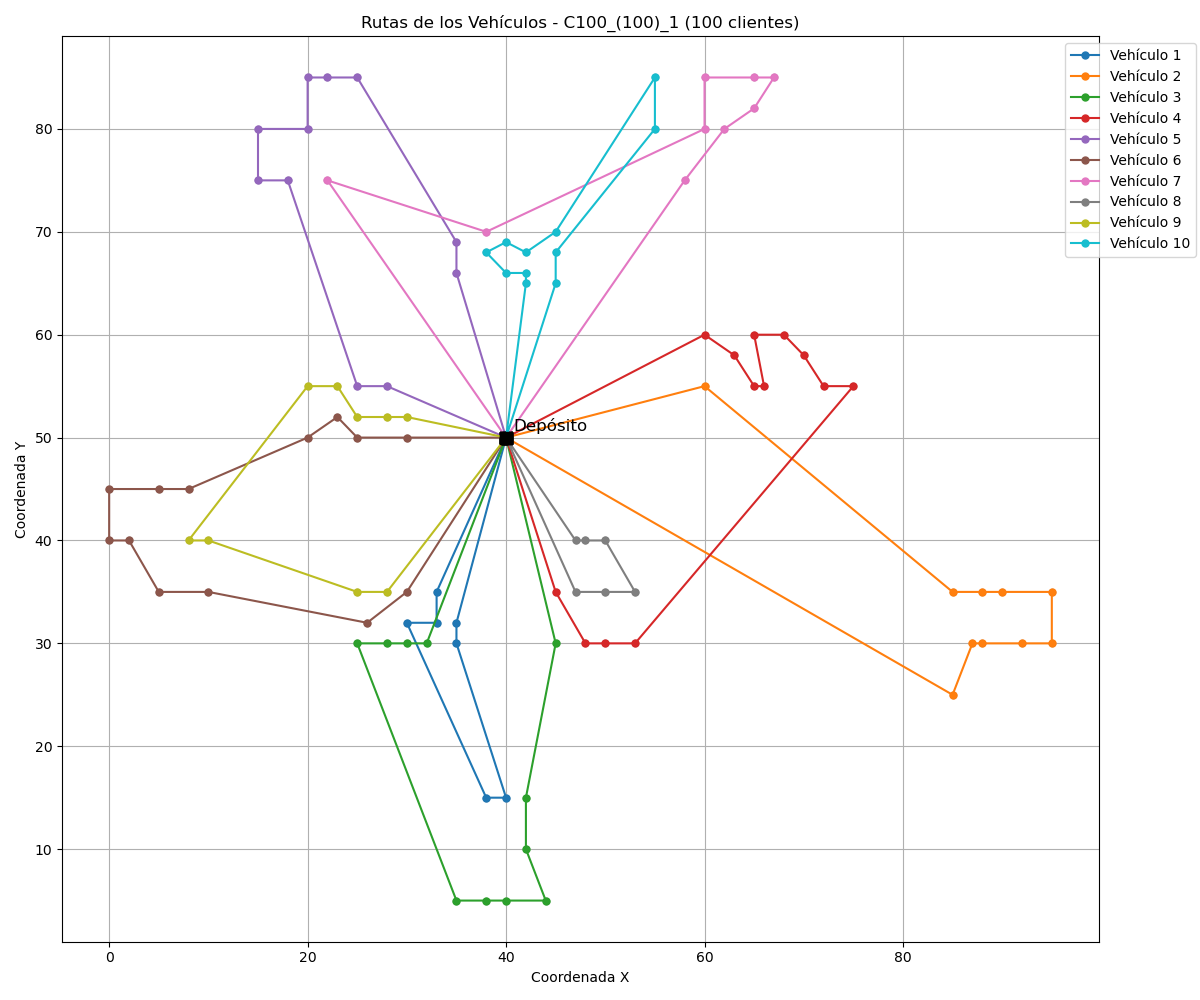 Rutas de los Vehículos - C100_(100)_1 (100 clientes)
Vehículo 1
Vehículo 2
Vehículo 3
Vehículo 4
Vehículo 5
Vehículo 6
Vehículo 7
Vehículo 8
Vehículo 9
Vehículo 10
80
70
60
50
40
30
20
10
Coordenada Y
Depósito
0
20
40
60
80
Coordenada X